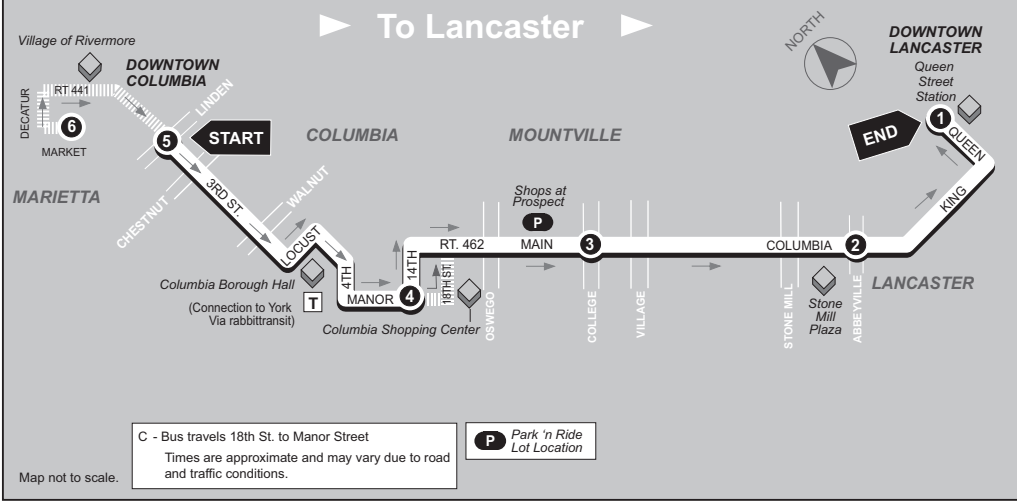 To Lancaster
NORTH
Village of Rivermore
DOWNTOWN
COLUMBIA
DOWNTOWN
LANCASTER
Queen
Street
Station
DECATUR
RT 441
LINDEN
6
MARKET
5
START
COLUMBIA
MOUNTVILLE
END
1
QUEEN
MARIETTA
CHESTNUT
3RD ST.
WALNUT
Shops at
Prospect
P
KING
LOCUST
4TH
14TH
RT. 462
MAIN
3
COLUMBIA
2
Columbia Borough Hall
(Connection to York
Via rabbittransit)
T
MANOR
4
18TH ST.
Columbia Shopping Center
OSWEGO
COLLEGE
VILLAGE
STONE MILL
Stone
Mill
Plaza
ABBEYVILLE
LANCASTER
C - Bus travels 18th St. to Manor Street
Times are approximate and may vary due to road
and traffic conditions.
P
Park ‘n Ride
Lot Location
Map not to scale.